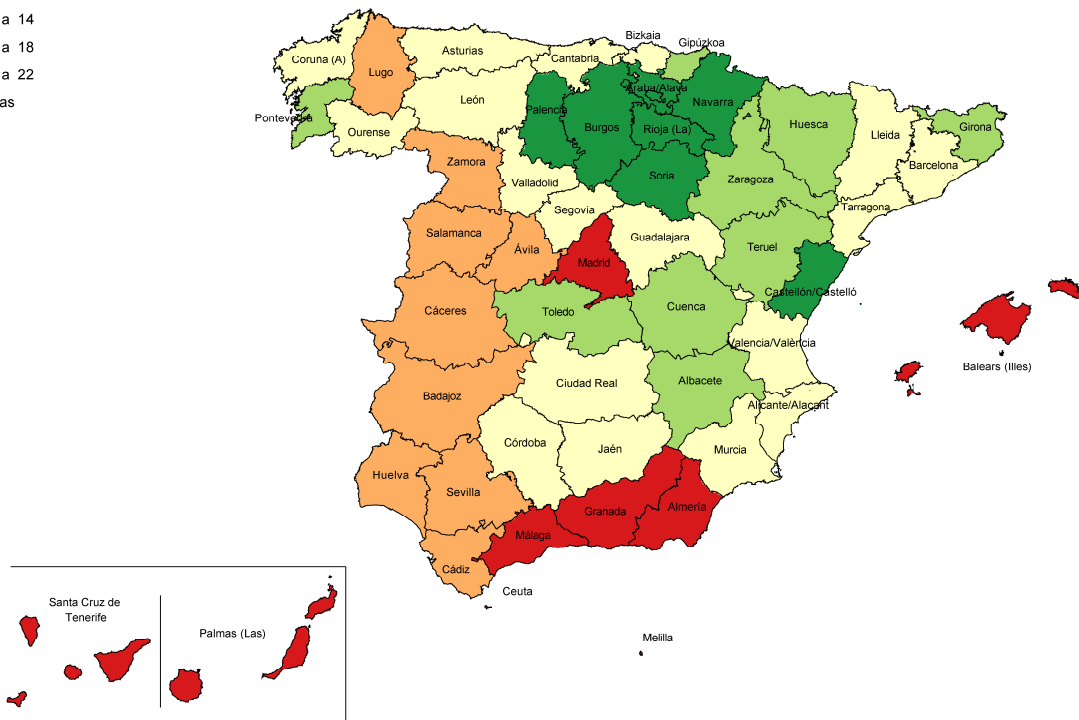 a 14
a 18
a 22
as
Bizkaia
Gipúzkoa
Asturias
Cantabria
Coruna (A)
Lugo
Araba/Alava
Navarra
León
Palencia
Pontevedra
Ourense
Burgos
Rioja (La)
Huesca
Lleida
Girona
Barcelona
Zamora
Valladolid
Soria
Zaragoza
Segovia
Tarragona
Salamanca
Ávila
Guadalajara
Teruel
Madrid
Castellón/Castelló
Cáceres
Toledo
Cuenca
Valencia/València
Balears (Illes)
Badajoz
Ciudad Real
Albacete
Alicante/Alacant
Córdoba
Jaén
Murcia
Huelva
Sevilla
Granada
Almería
Málaga
Cádiz
Ceuta
Santa Cruz de
Tenerife
Palmas (Las)
Melilla